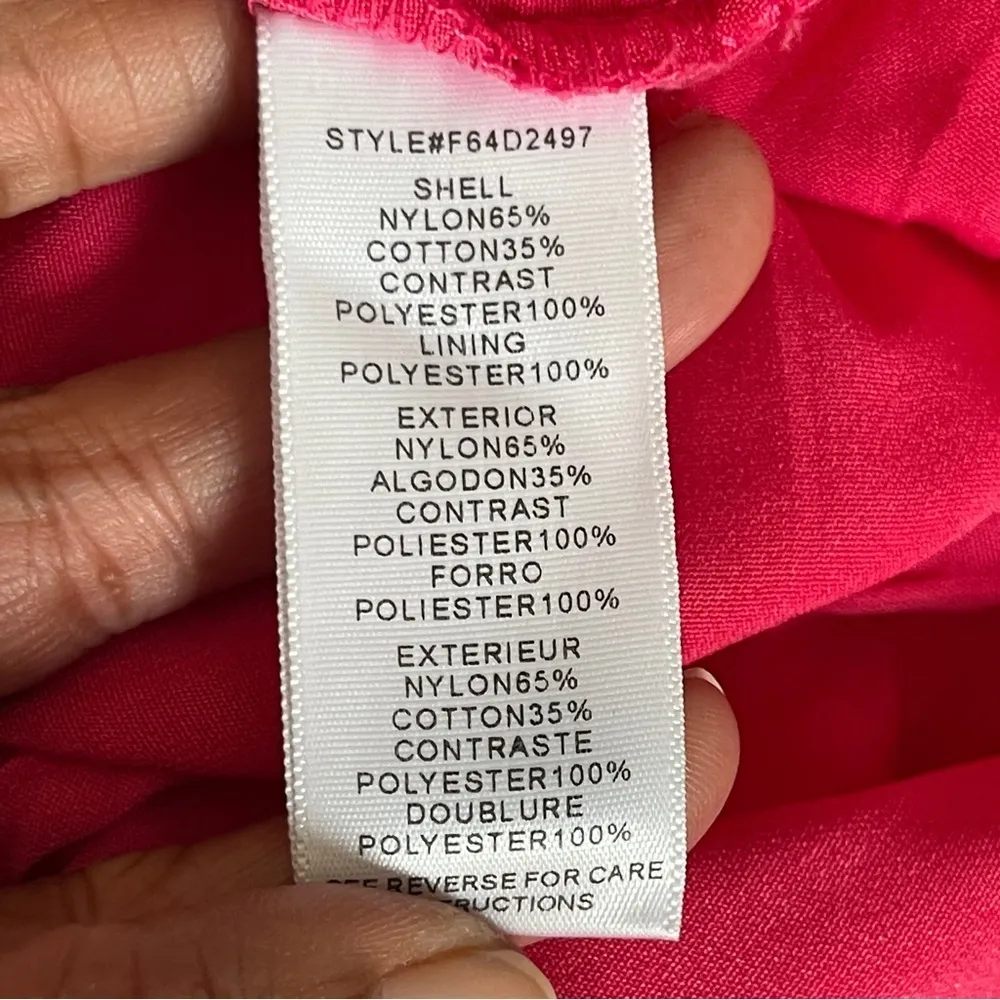 STYLE#F64D2497
SHELL
NYLON65%
COTTON35%
CONTRAST
POLYESTER100%
LINING
POLYESTER100%
EXTERIOR
NYLON65%
ALGODON35%
CONTRAST
POLIESTER100%
FORRO
POLIESTER100%
EXTERIEUR
NYLON65%
COTTON35%
CONTRASTE
POLYESTER100%
DOUBLURE
POLYESTER100%
SEE REVERSE FOR CARE